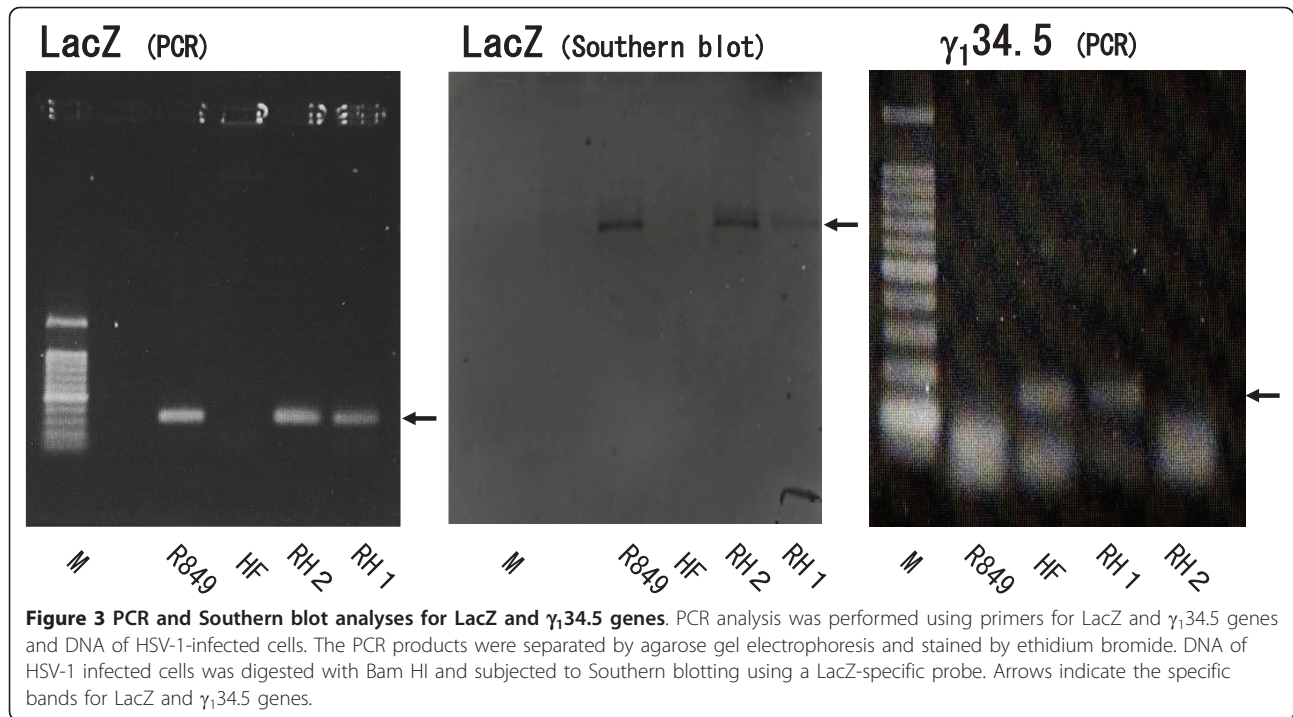 LacZ (PCR)
LacZ (Southern blot)
γ₁34.5 (PCR)
M R849 HF RH2 RH1
M R849 HF RH2 RH1
M R849 HF RH1 RH2
Figure 3 PCR and Southern blot analyses for LacZ and γ₁34.5 genes. PCR analysis was performed using primers for LacZ and γ₁34.5 genes
and DNA of HSV-1-infected cells. The PCR products were separated by agarose gel electrophoresis and stained by ethidium bromide. DNA of
HSV-1 infected cells was digested with Bam HI and subjected to Southern blotting using a LacZ-specific probe. Arrows indicate the specific
bands for LacZ and γ₁34.5 genes.